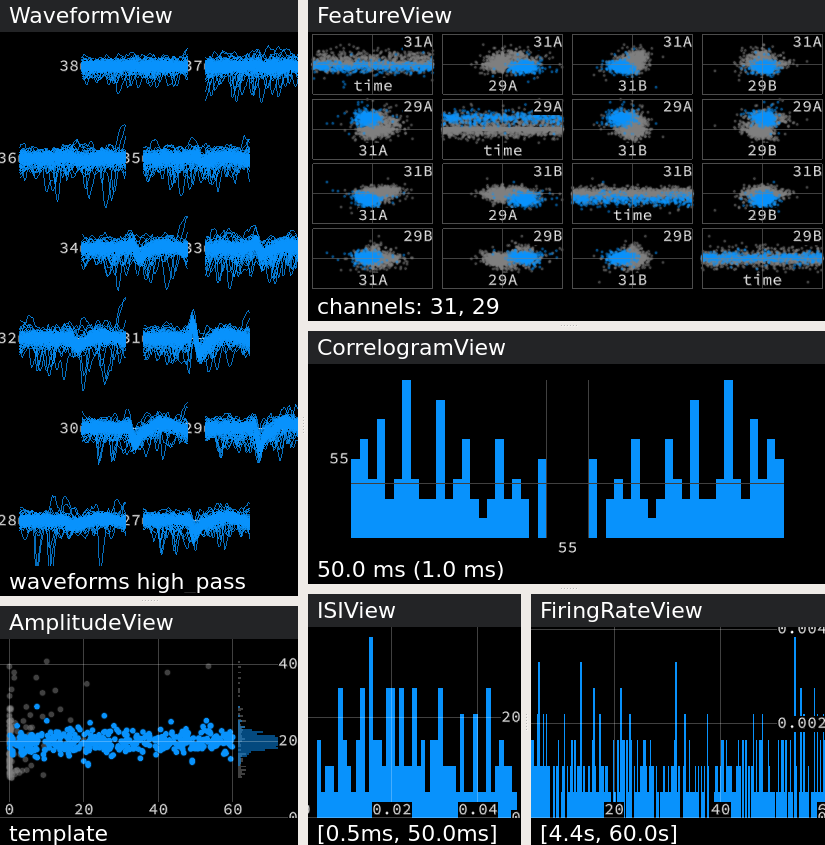 WaveformView
38 37
36 35
34 33
32 31
30 29
28 27
waveforms high_pass
FeatureView
31A 31A 31A 31A
time 29A 31B 29B
29A 29A 29A 29A
31A time 31B 29B
31B 31B 31B 31B
31A 29A time 29B
29B 29B 29B 29B
31A 29A 31B time
channels: 31, 29
CorrelogramView
55
55
50.0 ms (1.0 ms)
AmplitudeView
40
20
0 20 40 60 0
template
ISIView
20
0 0.02 0.04 0
[0.5ms, 50.0ms]
FiringRateView
0.004
0.002
20 40
[4.4s, 60.0s]